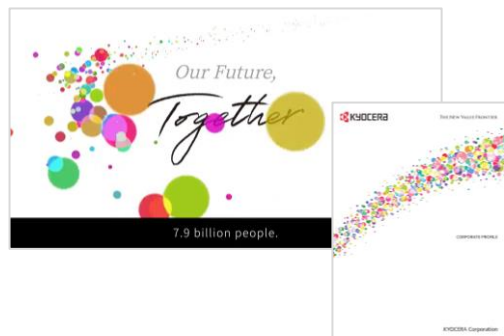 Our Future,
Together
7.9 billion people.
KYOCERA
THE NEW VALUE FRONTIER
CORPORATE PROFILE
KYOCERA Corporation